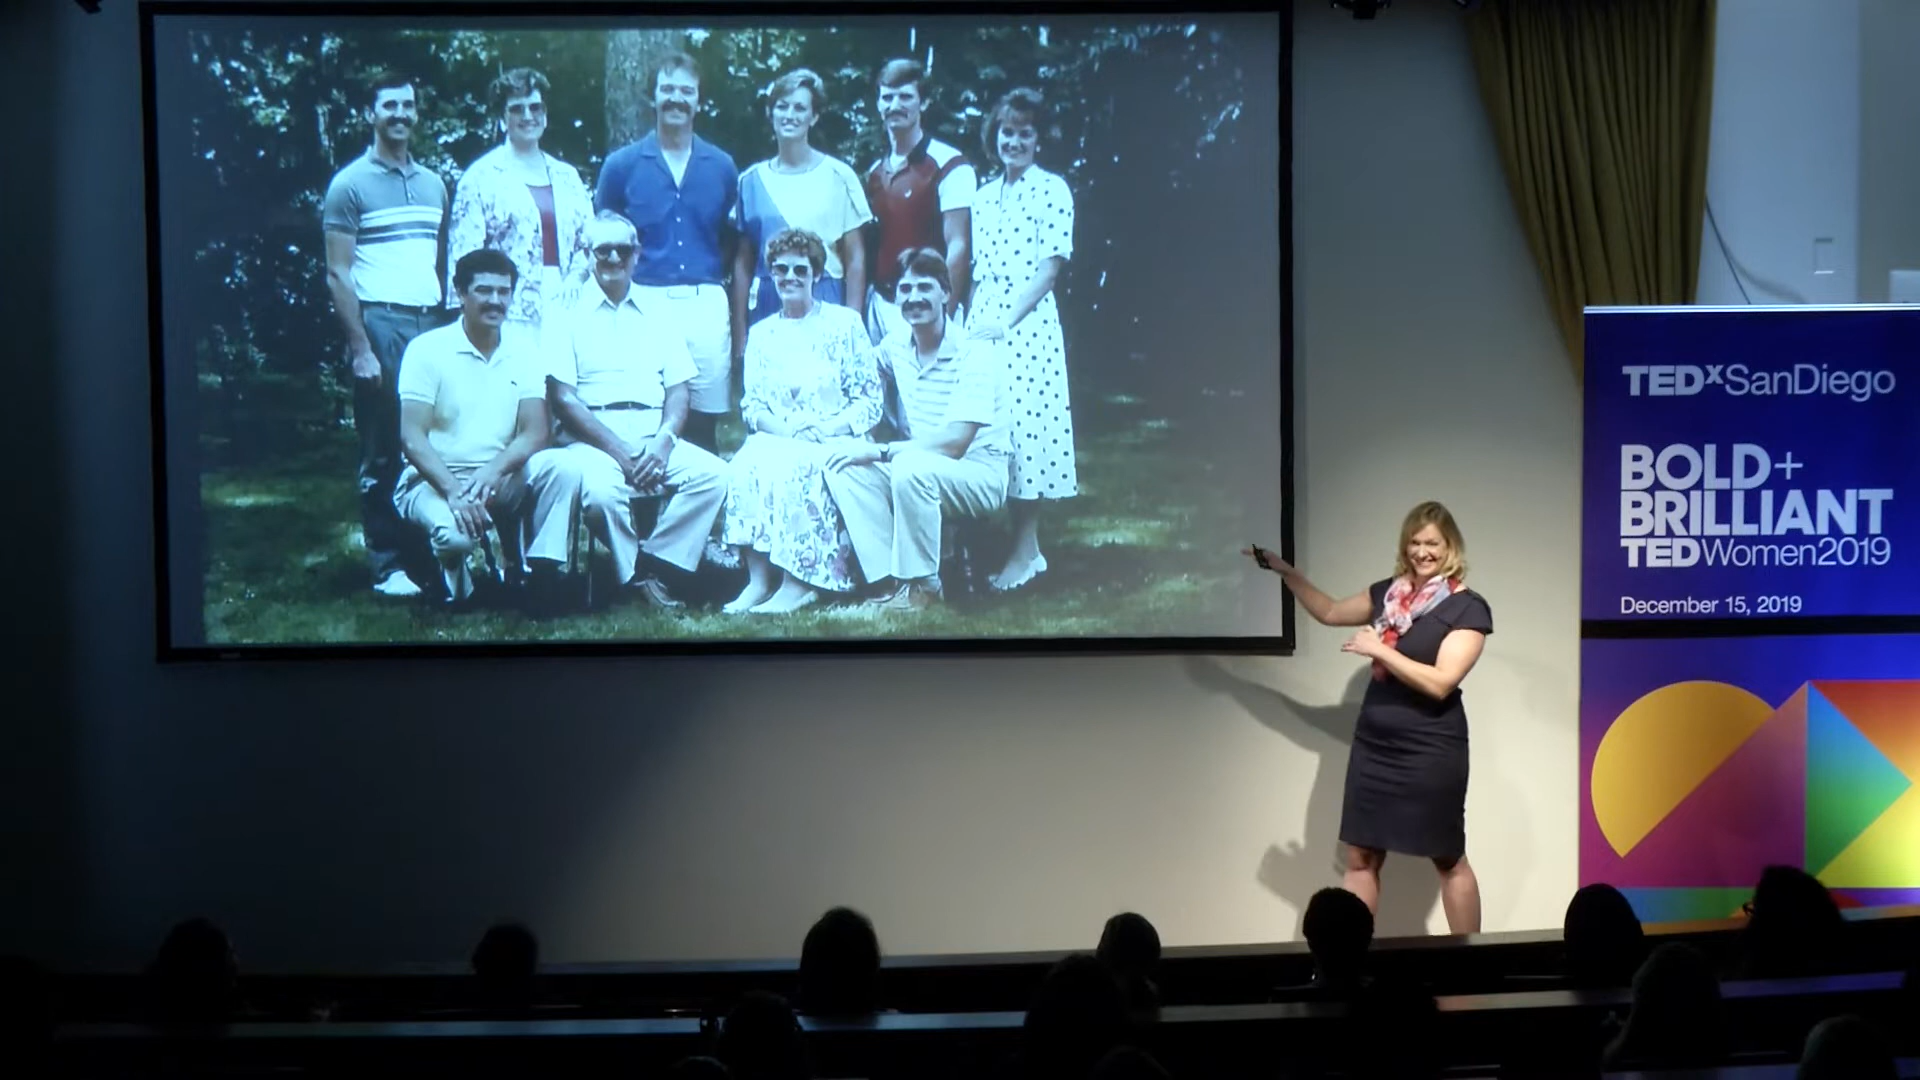 TEDxSanDiego
BOLD+
BRILLIANT
TEDWomen2019
December 15, 2019